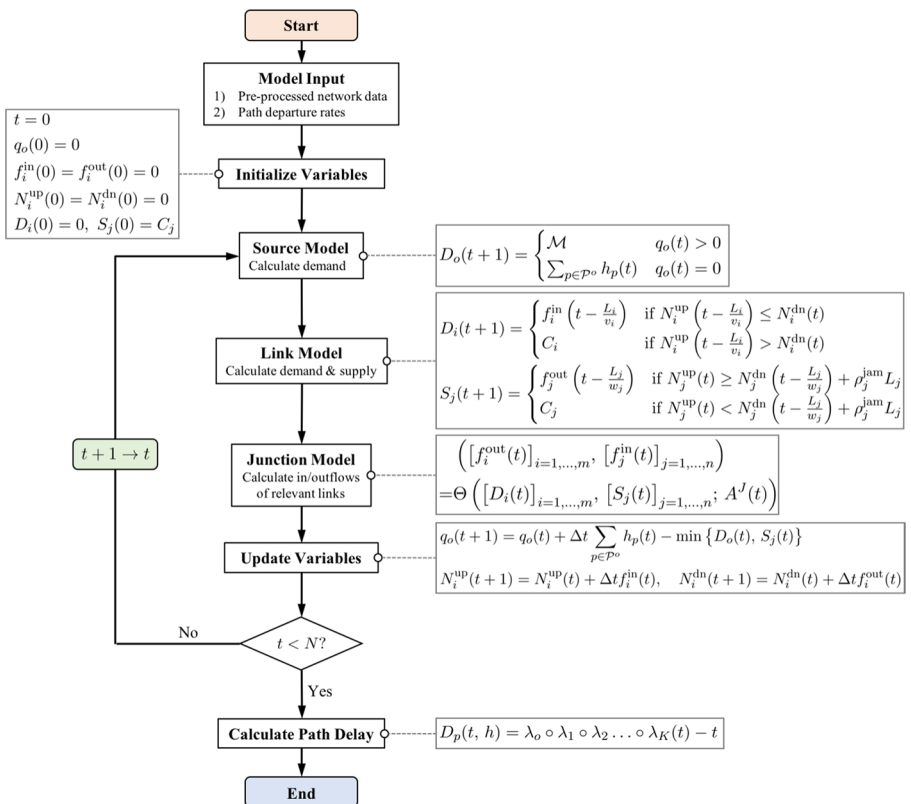 Start
Model Input
1) Pre-processed network data
2) Path departure rates
t = 0
q_o(0) = 0
f_i^in(0) = f_i^out(0) = 0
N_i^up(0) = N_i^dn(0) = 0
D_i(0) = 0, S_j(0) = C_j
Initialize Variables
Source Model
Calculate demand
D_o(t + 1) = { M   q_o(t) > 0
∑_{p∈P^o} h_p(t)   q_o(t) = 0
Link Model
Calculate demand & supply
D_i(t + 1) = { f_i^in (t − L_i/v_i)   if N_i^up (t − L_i/v_i) ≤ N_i^dn(t)
C_i   if N_i^up (t − L_i/v_i) > N_i^dn(t)
S_j(t + 1) = { f_j^out (t − L_j/w_j)   if N_j^up(t) ≥ N_j^dn (t − L_j/w_j) + ρ_j^jam L_j
C_j   if N_j^up(t) < N_j^dn (t − L_j/w_j) + ρ_j^jam L_j
t + 1 → t
Junction Model
Calculate in/outflows
of relevant links
([f_i^out(t)]_{i=1,...,m}, [f_j^in(t)]_{j=1,...,n})
=Θ ([D_i(t)]_{i=1,...,m}, [S_j(t)]_{j=1,...,n}; A^J(t))
Update Variables
q_o(t + 1) = q_o(t) + Δt ∑_{p∈P^o} h_p(t) − min {D_o(t), S_j(t)}
N_i^up(t + 1) = N_i^up(t) + Δt f_i^in(t), N_i^dn(t + 1) = N_i^dn(t) + Δt f_i^out(t)
No
t < N?
Yes
Calculate Path Delay
D_p(t, h) = λ_o ∘ λ_1 ∘ λ_2 . . . ∘ λ_K(t) − t
End